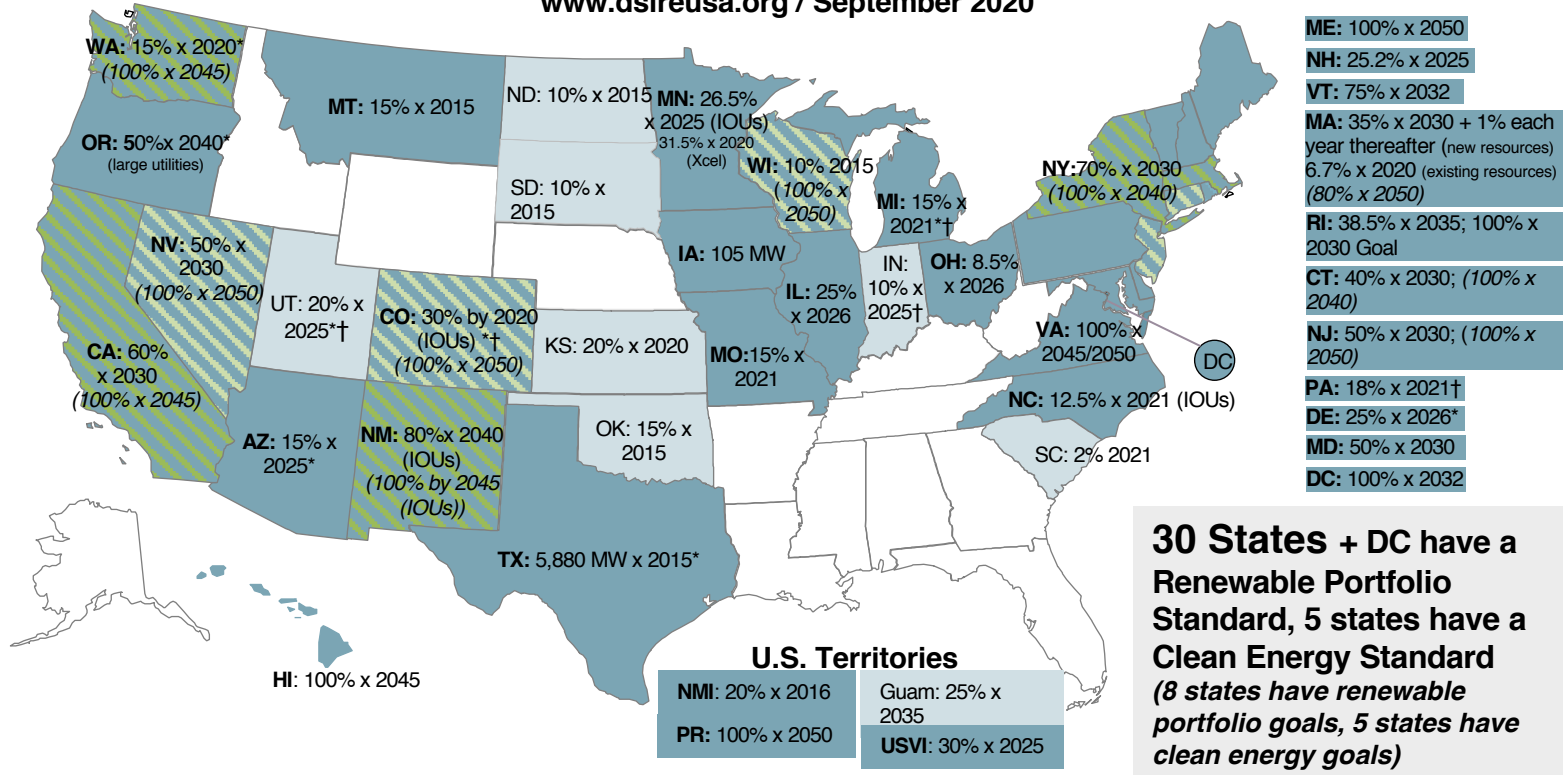 www.dsireusa.org / September 2020
WA: 15% x 2020*
(100% x 2045)
OR: 50%x 2040*
(large utilities)
MT: 15% x 2015
ND: 10% x 2015
SD: 10% x
2015
MN: 26.5%
x 2025 (IOUs)
31.5% x 2020
(Xcel)
WI: 10% 2015
(100% x
2050)
MI: 15% x
2021*†
NY:70% x 2030
(100% x 2040)
NV: 50% x
2030
(100% x 2050)
UT: 20% x
2025*†
CO: 30% by 2020
(IOUs) *†
(100% x 2050)
KS: 20% x 2020
IA: 105 MW
IL: 25%
x 2026
IN:
10% x
2025†
OH: 8.5%
x 2026
MO:15% x
2021
VA: 100% x
2045/2050
DC
CA: 60%
x 2030
(100% x 2045)
AZ: 15% x
2025*
NM: 80%x 2040
(IOUs)
(100% by 2045
(IOUs))
OK: 15% x
2015
NC: 12.5% x 2021 (IOUs)
SC: 2% 2021
TX: 5,880 MW x 2015*
HI: 100% x 2045
U.S. Territories
NMI: 20% x 2016
PR: 100% x 2050
Guam: 25% x
2035
USVI: 30% x 2025
ME: 100% x 2050
NH: 25.2% x 2025
VT: 75% x 2032
MA: 35% x 2030 + 1% each
year thereafter (new resources)
6.7% x 2020 (existing resources)
(80% x 2050)
RI: 38.5% x 2035; 100% x
2030 Goal
CT: 40% x 2030; (100% x
2040)
NJ: 50% x 2030; (100% x
2050)
PA: 18% x 2021†
DE: 25% x 2026*
MD: 50% x 2030
DC: 100% x 2032
30 States + DC have a
Renewable Portfolio
Standard, 5 states have a
Clean Energy Standard
(8 states have renewable
portfolio goals, 5 states have
clean energy goals)